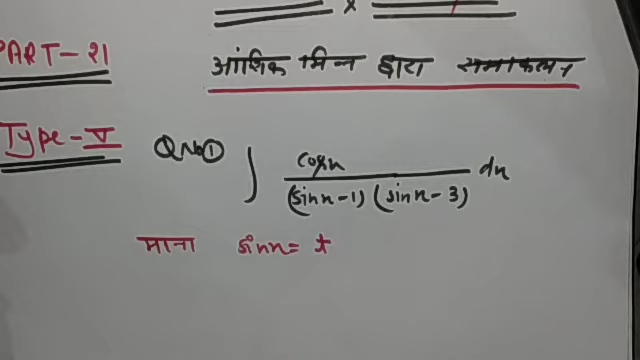 PART-21
आंशिक भिन्न द्वारा समाकलन
Type-V
Q.No① ∫ cosx / (sinx-1)(sinx-3) dx
माना sinx = t